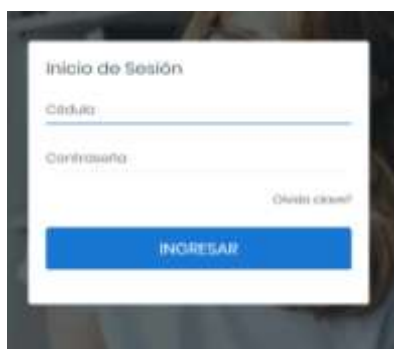 Inicio de Sesión
Cédula
Contraseña
Olvido clave?
INGRESAR